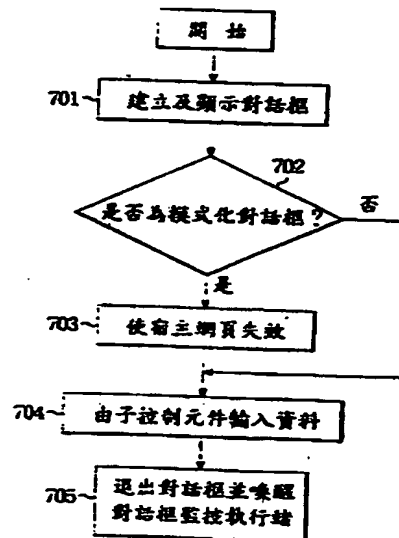 開始
701
建立及顯示對話框
702
是否為模式化對話框？
否
是
703
使宿主網頁失效
704
由子控制元件輸入資料
705
退出對話框並喚醒
對話框監控執行緒